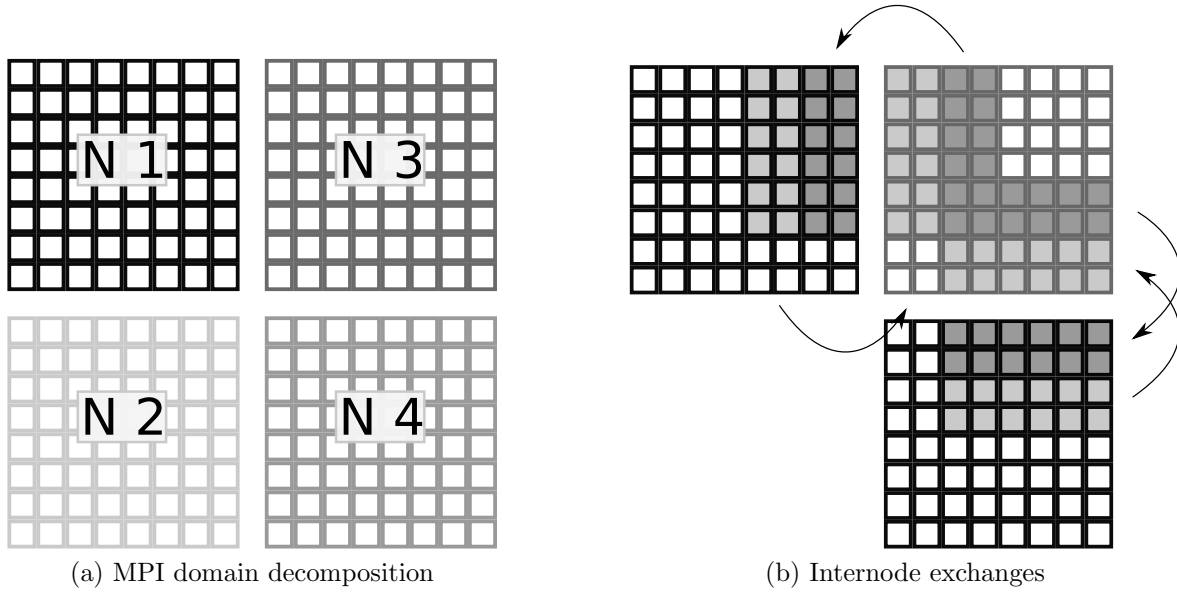 N 1
N 3
N 2
N 4
(a) MPI domain decomposition
(b) Internode exchanges